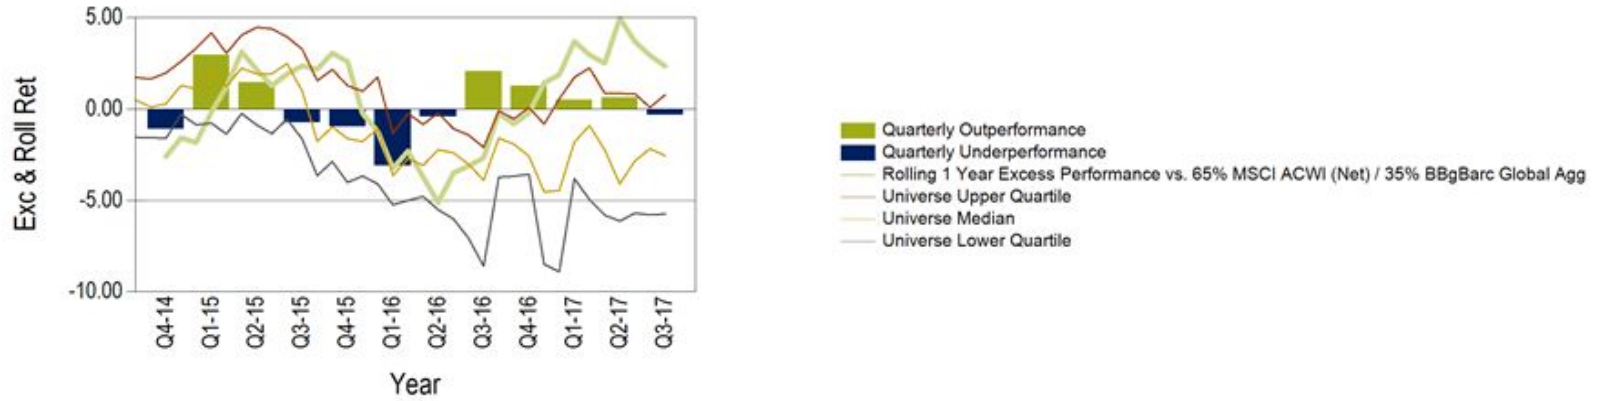 5.00
0.00
-5.00
-10.00
Exc & Roll Ret
Q4-14
Q1-15
Q2-15
Q3-15
Q4-15
Q1-16
Q2-16
Q3-16
Q4-16
Q1-17
Q2-17
Q3-17
Year
Quarterly Outperformance
Quarterly Underperformance
Rolling 1 Year Excess Performance vs. 65% MSCI ACWI (Net) / 35% BBgBarc Global Agg
Universe Upper Quartile
Universe Median
Universe Lower Quartile